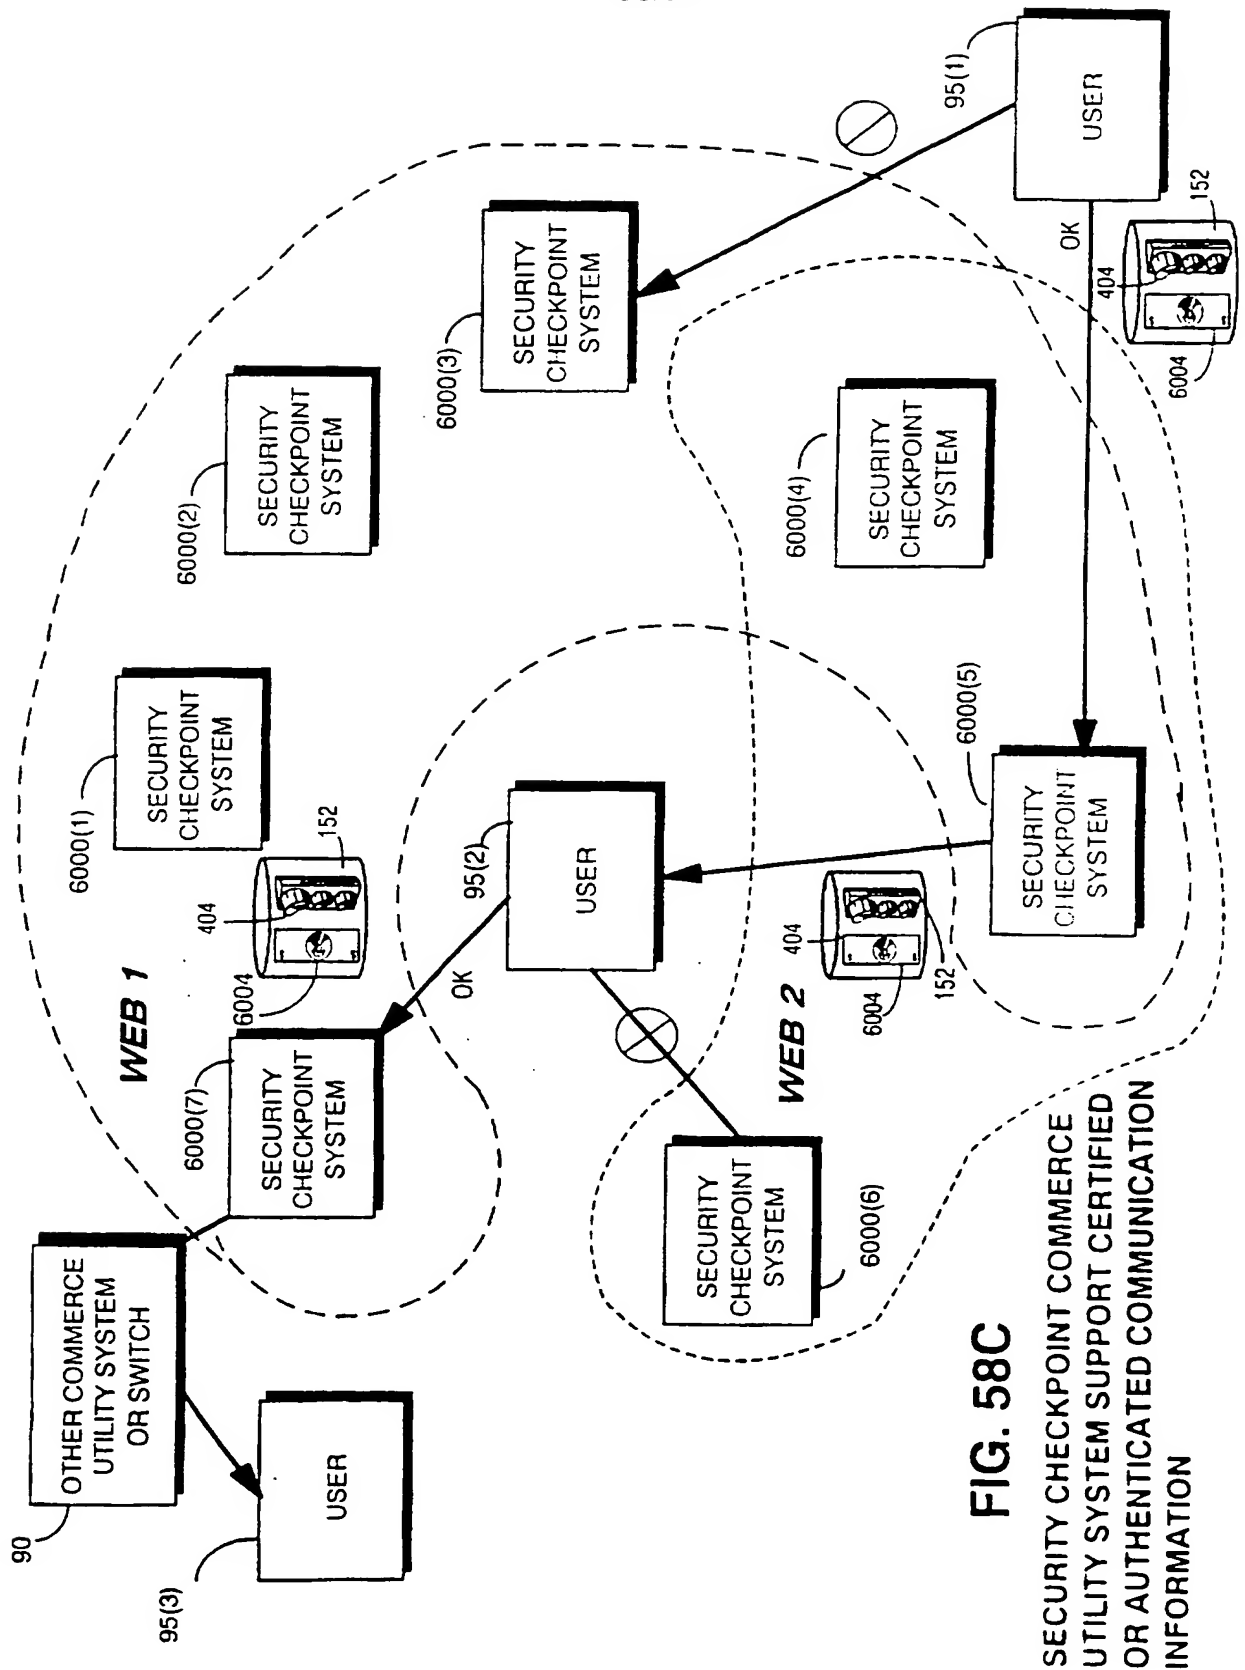 90
OTHER COMMERCE
UTILITY SYSTEM
OR SWITCH
95(3)
USER
6000(7)
SECURITY
CHECKPOINT
SYSTEM
WEB 1
6004
404
152
6000(1)
SECURITY
CHECKPOINT
SYSTEM
6000(2)
SECURITY
CHECKPOINT
SYSTEM
6000(3)
SECURITY
CHECKPOINT
SYSTEM
OK
95(2)
USER
6000(4)
SECURITY
CHECKPOINT
SYSTEM
SECURITY
CHECKPOINT
SYSTEM
6000(6)
WEB 2
404
6004
152
6000(5)
SECURITY
CHECKPOINT
SYSTEM
95(1)
USER
OK
404
152
6004
FIG. 58C
SECURITY CHECKPOINT COMMERCE
UTILITY SYSTEM SUPPORT CERTIFIED
OR AUTHENTICATED COMMUNICATION
INFORMATION